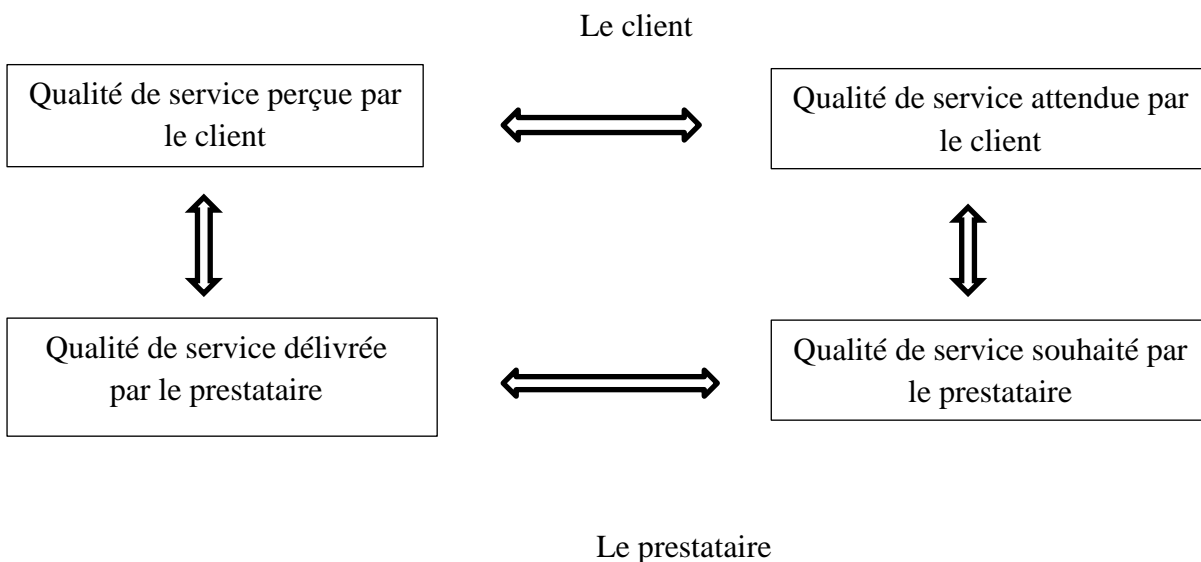 Le client
Qualité de service perçue par
le client
Qualité de service attendue par
le client
Qualité de service délivrée
par le prestataire
Qualité de service souhaité par
le prestataire
Le prestataire